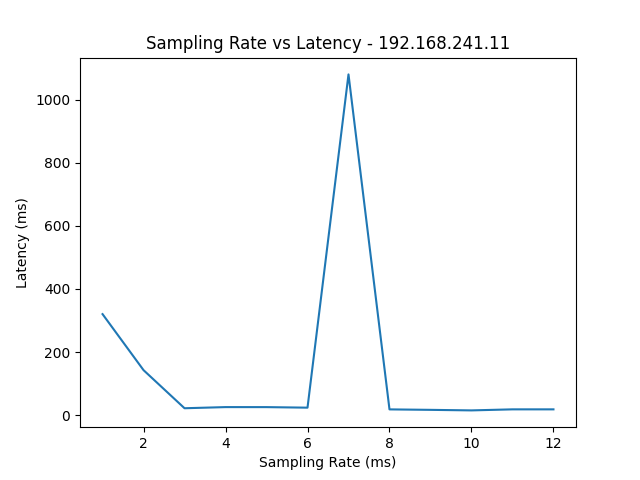 Sampling Rate vs Latency - 192.168.241.11
1000
800
600
400
200
0
Latency (ms)
2 4 6 8 10 12
Sampling Rate (ms)